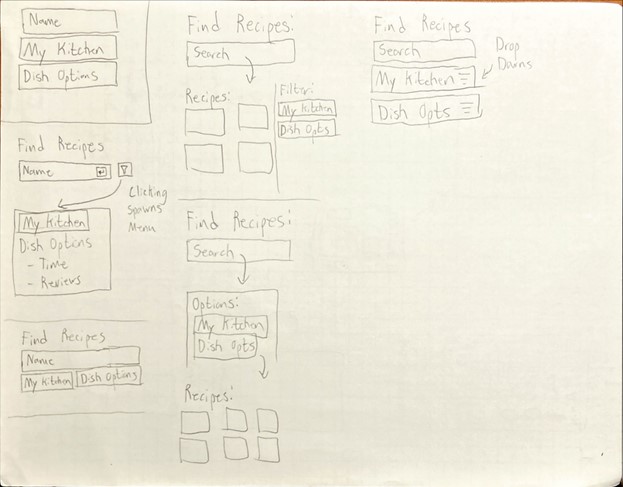 Name
My Kitchen
Dish Options
Find Recipes
Name
Clicking
Spawns
Menu
My Kitchen
Dish Options
- Time
- Reviews
Find Recipes
Name
My Kitchen
Dish Options
Find Recipes:
Search
Recipes:
Filter:
My Kitchen
Dish Opts
Find Recipes:
Search
Options:
My Kitchen
Dish Opts
Recipes:
Find Recipes
Search
My Kitchen
Dish Opts
Drop
Downs